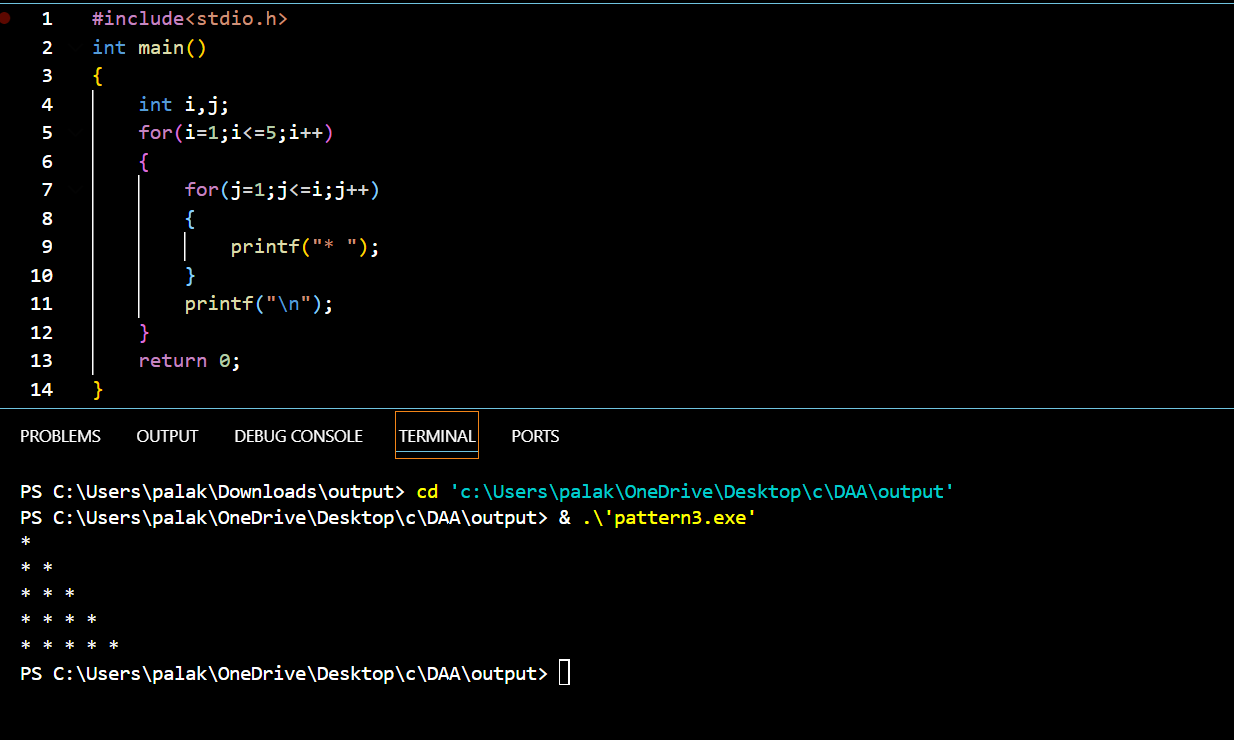 1 #include<stdio.h>
2 int main()
3 {
4     int i,j;
5     for(i=1;i<=5;i++)
6     {
7         for(j=1;j<=i;j++)
8         {
9             printf("* ");
10         }
11         printf("\n");
12     }
13     return 0;
14 }
PROBLEMS OUTPUT DEBUG CONSOLE TERMINAL PORTS
PS C:\Users\palak\Downloads\output> cd 'c:\Users\palak\OneDrive\Desktop\c\DAA\output'
PS C:\Users\palak\OneDrive\Desktop\c\DAA\output> & .\'pattern3.exe'
*
* *
* * *
* * * *
* * * * *
PS C:\Users\palak\OneDrive\Desktop\c\DAA\output>